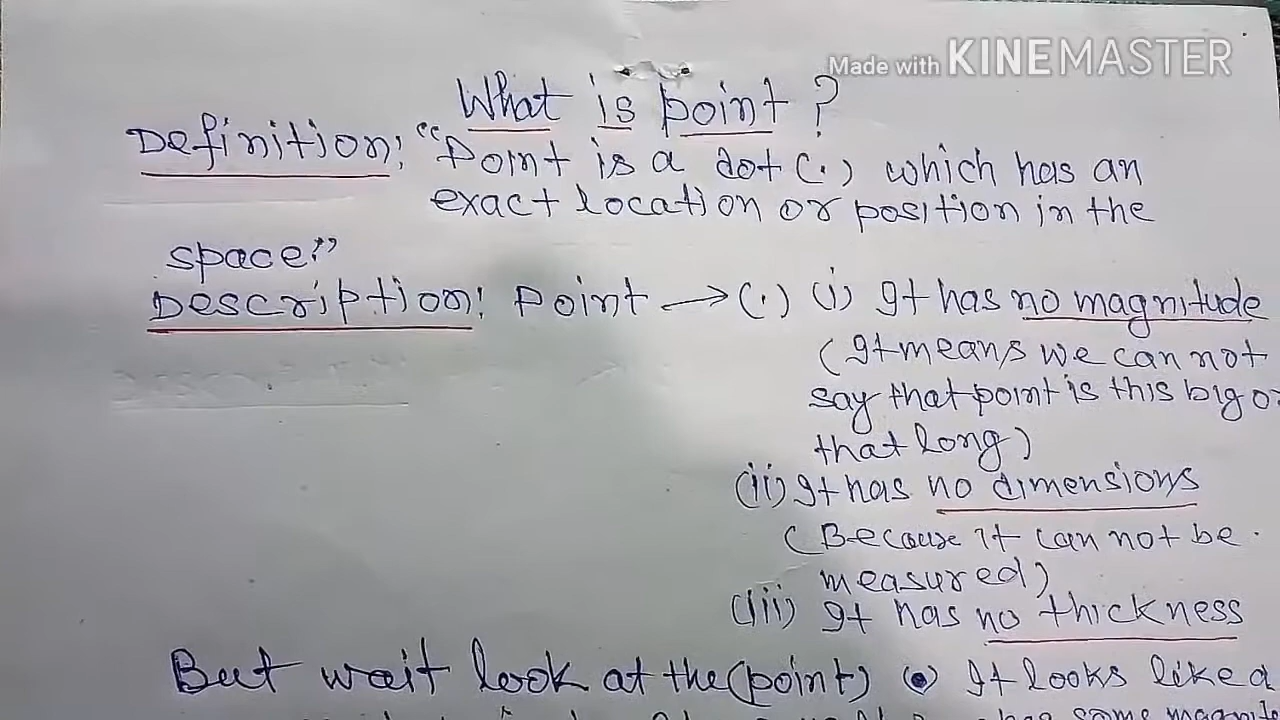 Made with KINEMASTER
What is point ?
Definition: "Point is a dot (.) which has an
exact location or position in the
space."
Description: Point → (.) (i) It has no magnitude
(It means we can not
say that point is this big o
that long)
(ii) It has no dimensions
(Because it can not be
measured)
(iii) It has no thickness
But wait look at the (point) (•) It looks like a
has some